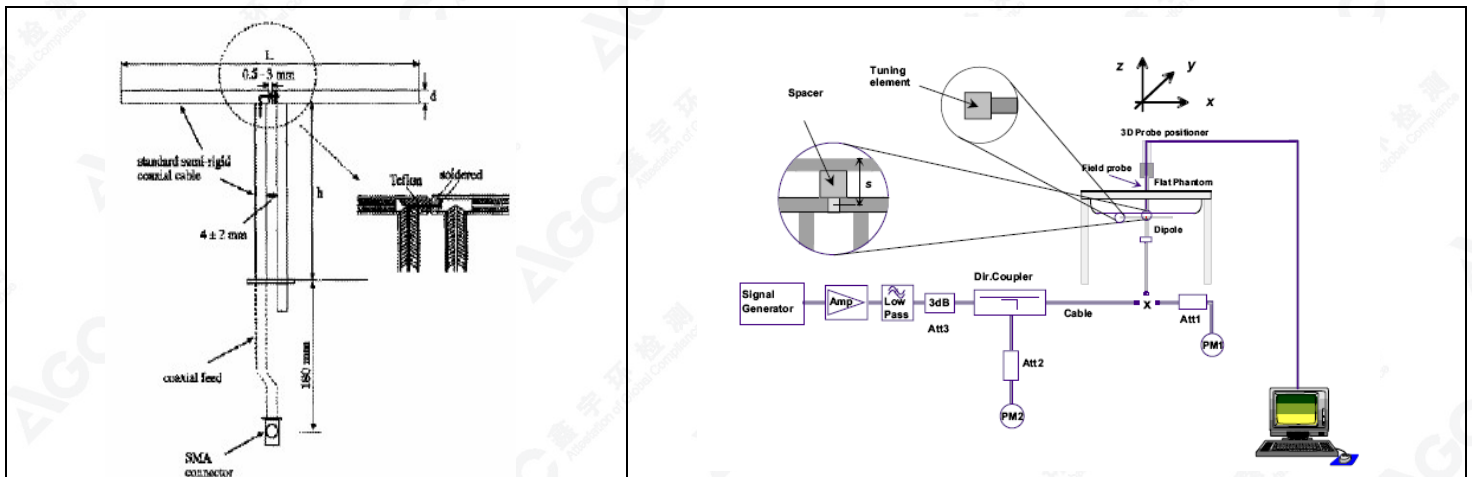 L
0.5 - 3 mm
d
standard semi-rigid
coaxial cable
Teflon
soldered
h
4 ± 2 mm
coaxial feed
180 mm
SMA
connector
z
y
x
Tuning
element
Spacer
s
3D Probe positioner
Field probe
Flat Phantom
Dipole
Signal
Generator
Amp
Low
Pass
3dB
Att3
Dir.Coupler
Cable
x
Att1
PM1
Att2
PM2